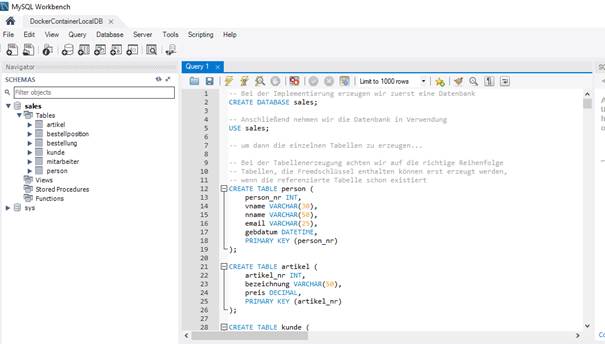 MySQL Workbench
DockerContainerLocalDB
File Edit View Query Database Server Tools Scripting Help
Navigator
SCHEMAS
Filter objects
sales
Tables
artikel
bestellposition
bestellung
kunde
mitarbeiter
person
Views
Stored Procedures
Functions
sys
Query 1
Limit to 1000 rows
1 -- Bei der Implementierung erzeugen wir zuerst eine Datenbank
2 CREATE DATABASE sales;
3
4 -- Anschließend nehmen wir die Datenbank in Verwendung
5 USE sales;
6
7 -- um dann die einzelnen Tabellen zu erzeugen...
8
9 -- Bei der Tabellenerzeugung achten wir auf die richtige Reihenfolge
10 -- Tabellen, die Fremdschlüssel enthalten können erst erzeugt werden,
11 -- wenn die referenzierte Tabelle schon existiert
12 CREATE TABLE person (
13 person_nr INT,
14 vname VARCHAR(30),
15 nname VARCHAR(50),
16 email VARCHAR(25),
17 gebdatum DATETIME,
18 PRIMARY KEY (person_nr)
19 );
20
21 CREATE TABLE artikel (
22 artikel_nr INT,
23 bezeichnung VARCHAR(50),
24 preis DECIMAL,
25 PRIMARY KEY (artikel_nr)
26 );
27
28 CREATE TABLE kunde (